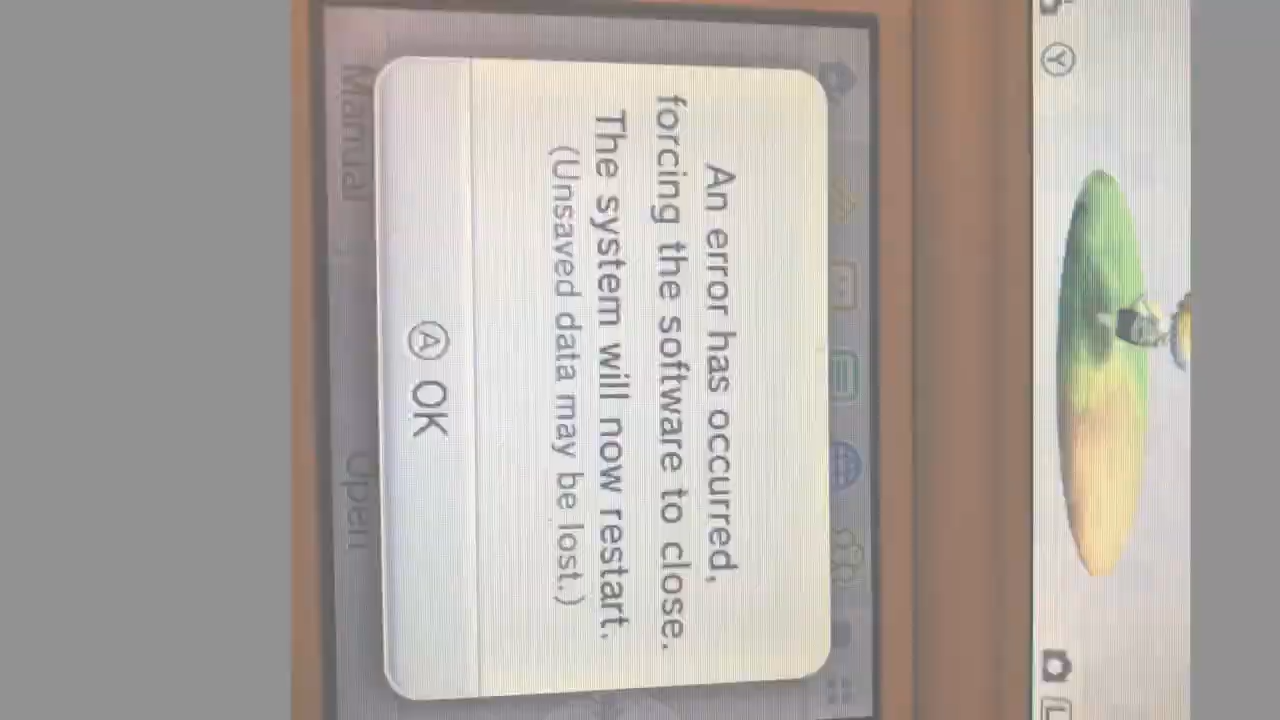 An error has occurred,
forcing the software to close.
The system will now restart.
(Unsaved data may be lost.)
Ⓐ OK
Manual
Open
Ⓨ
L